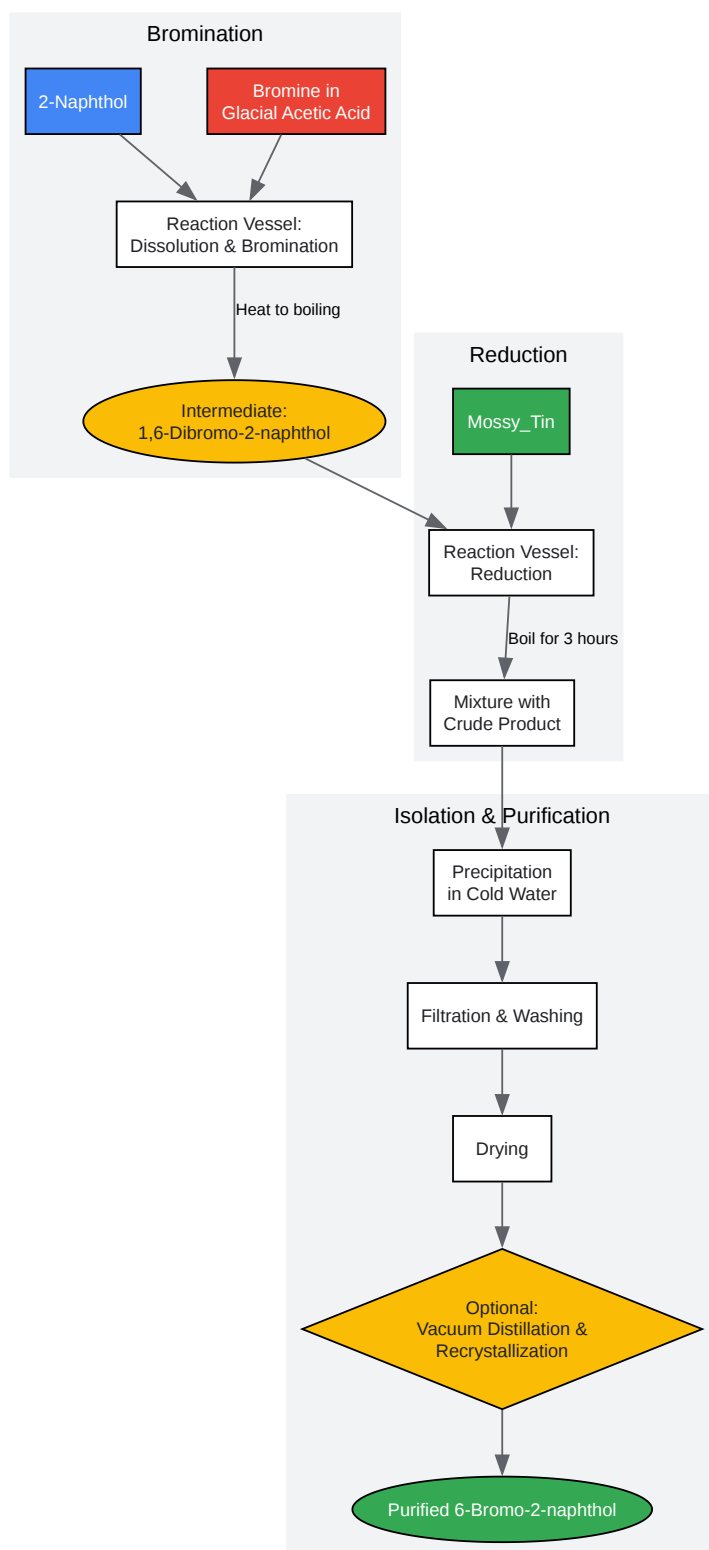 Bromination
2-Naphthol
Bromine in
Glacial Acetic Acid
Reaction Vessel:
Dissolution & Bromination
Heat to boiling
Intermediate:
1,6-Dibromo-2-naphthol
Reduction
Mossy_Tin
Reaction Vessel:
Reduction
Boil for 3 hours
Mixture with
Crude Product
Isolation & Purification
Precipitation
in Cold Water
Filtration & Washing
Drying
Optional:
Vacuum Distillation &
Recrystallization
Purified 6-Bromo-2-naphthol